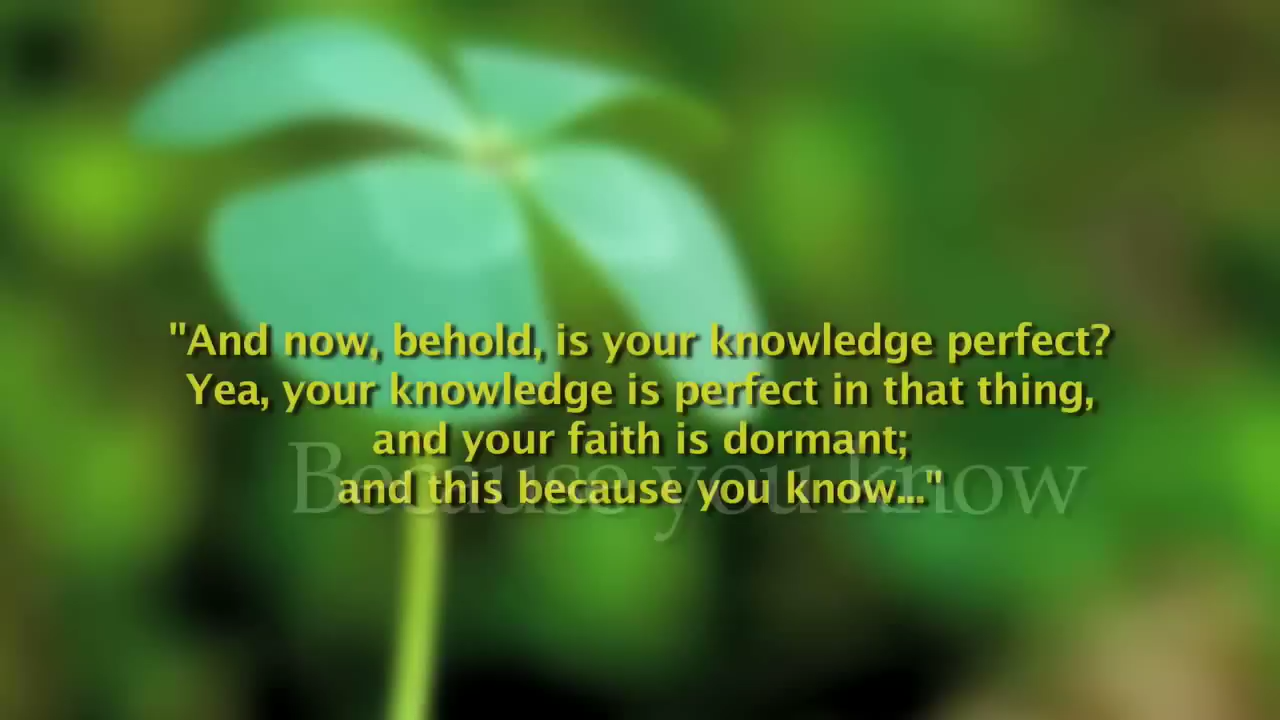 "And now, behold, is your knowledge perfect?
Yea, your knowledge is perfect in that thing,
and your faith is dormant;
and this because you know..."
Because you know